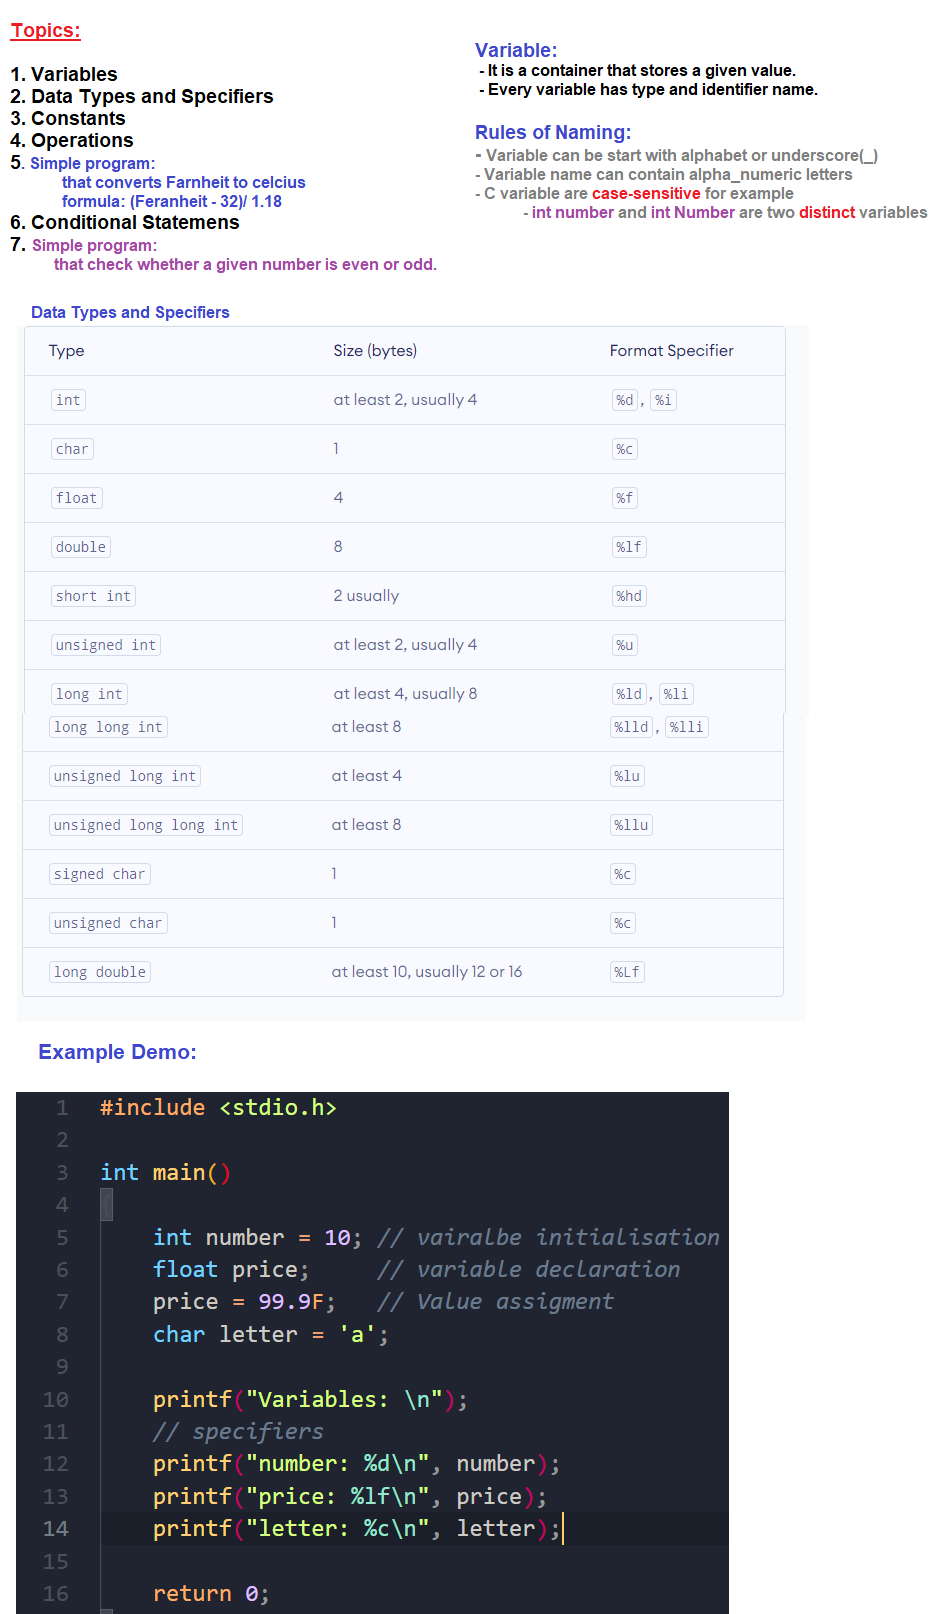 Topics:
1. Variables
2. Data Types and Specifiers
3. Constants
4. Operations
5. Simple program:
that converts Farnheit to celcius
formula: (Feranheit - 32)/ 1.18
6. Conditional Statemens
7. Simple program:
that check whether a given number is even or odd.
Variable:
- It is a container that stores a given value.
- Every variable has type and identifier name.
Rules of Naming:
- Variable can be start with alphabet or underscore(_)
- Variable name can contain alpha_numeric letters
- C variable are case-sensitive for example
- int number and int Number are two distinct variables
Data Types and Specifiers
Type Size (bytes) Format Specifier
int at least 2, usually 4 %d, %i
char 1 %c
float 4 %f
double 8 %lf
short int 2 usually %hd
unsigned int at least 2, usually 4 %u
long int at least 4, usually 8 %ld, %li
long long int at least 8 %lld, %lli
unsigned long int at least 4 %lu
unsigned long long int at least 8 %llu
signed char 1 %c
unsigned char 1 %c
long double at least 10, usually 12 or 16 %Lf
Example Demo:
1 #include <stdio.h>
2
3 int main()
4 {
5 int number = 10; // vairalbe initialisation
6 float price; // variable declaration
7 price = 99.9F; // Value assigment
8 char letter = 'a';
9
10 printf("Variables: \n");
11 // specifiers
12 printf("number: %d\n", number);
13 printf("price: %lf\n", price);
14 printf("letter: %c\n", letter);
15
16 return 0;